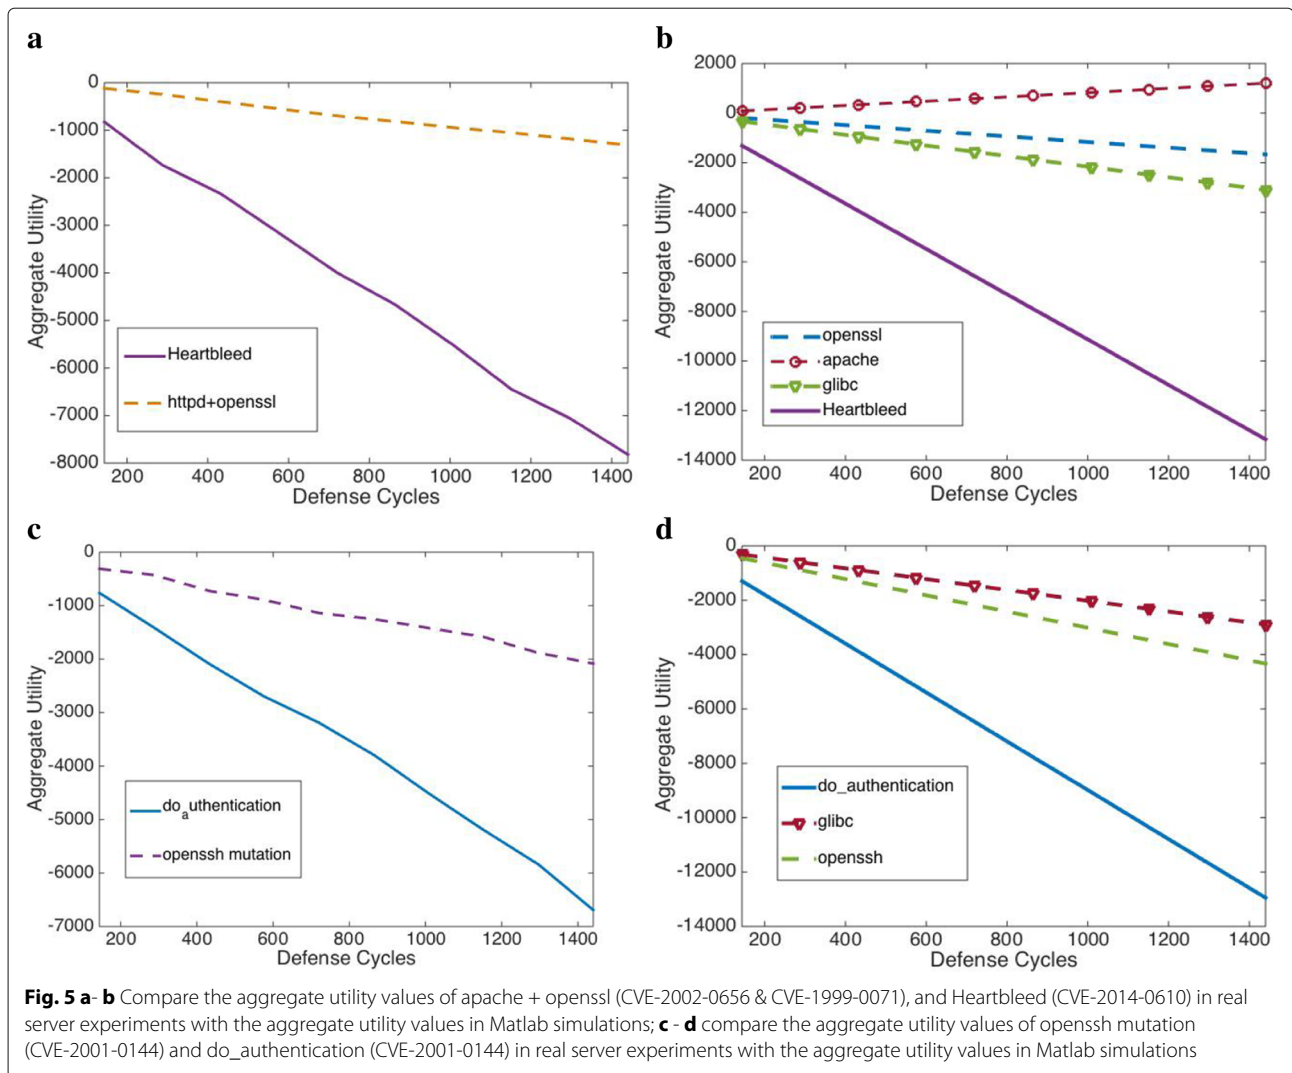 a
0
-1000
-2000
-3000
-4000
-5000
-6000
-7000
-8000
Aggregate Utility
Heartbleed
httpd+openssl
200 400 600 800 1000 1200 1400
Defense Cycles
b
2000
0
-2000
-4000
-6000
-8000
-10000
-12000
-14000
Aggregate Utility
openssl
apache
glibc
Heartbleed
200 400 600 800 1000 1200 1400
Defense Cycles
c
0
-1000
-2000
-3000
-4000
-5000
-6000
-7000
Aggregate Utility
do_authentication
openssh mutation
200 400 600 800 1000 1200 1400
Defense Cycles
d
0
-2000
-4000
-6000
-8000
-10000
-12000
-14000
Aggregate Utility
do_authentication
glibc
openssh
200 400 600 800 1000 1200 1400
Defense Cycles
Fig. 5 a- b Compare the aggregate utility values of apache + openssl (CVE-2002-0656 & CVE-1999-0071), and Heartbleed (CVE-2014-0610) in real
server experiments with the aggregate utility values in Matlab simulations; c - d compare the aggregate utility values of openssh mutation
(CVE-2001-0144) and do_authentication (CVE-2001-0144) in real server experiments with the aggregate utility values in Matlab simulations